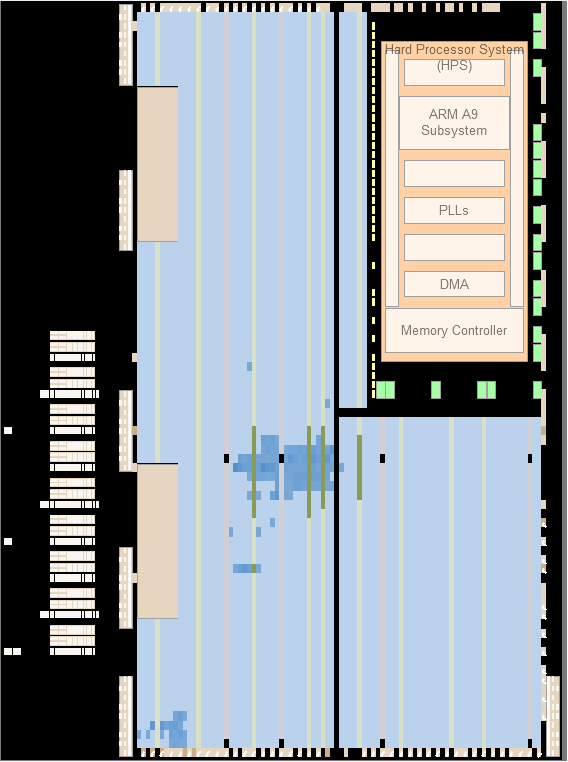 Hard Processor System
(HPS)
ARM A9
Subsystem
PLLs
DMA
Memory Controller